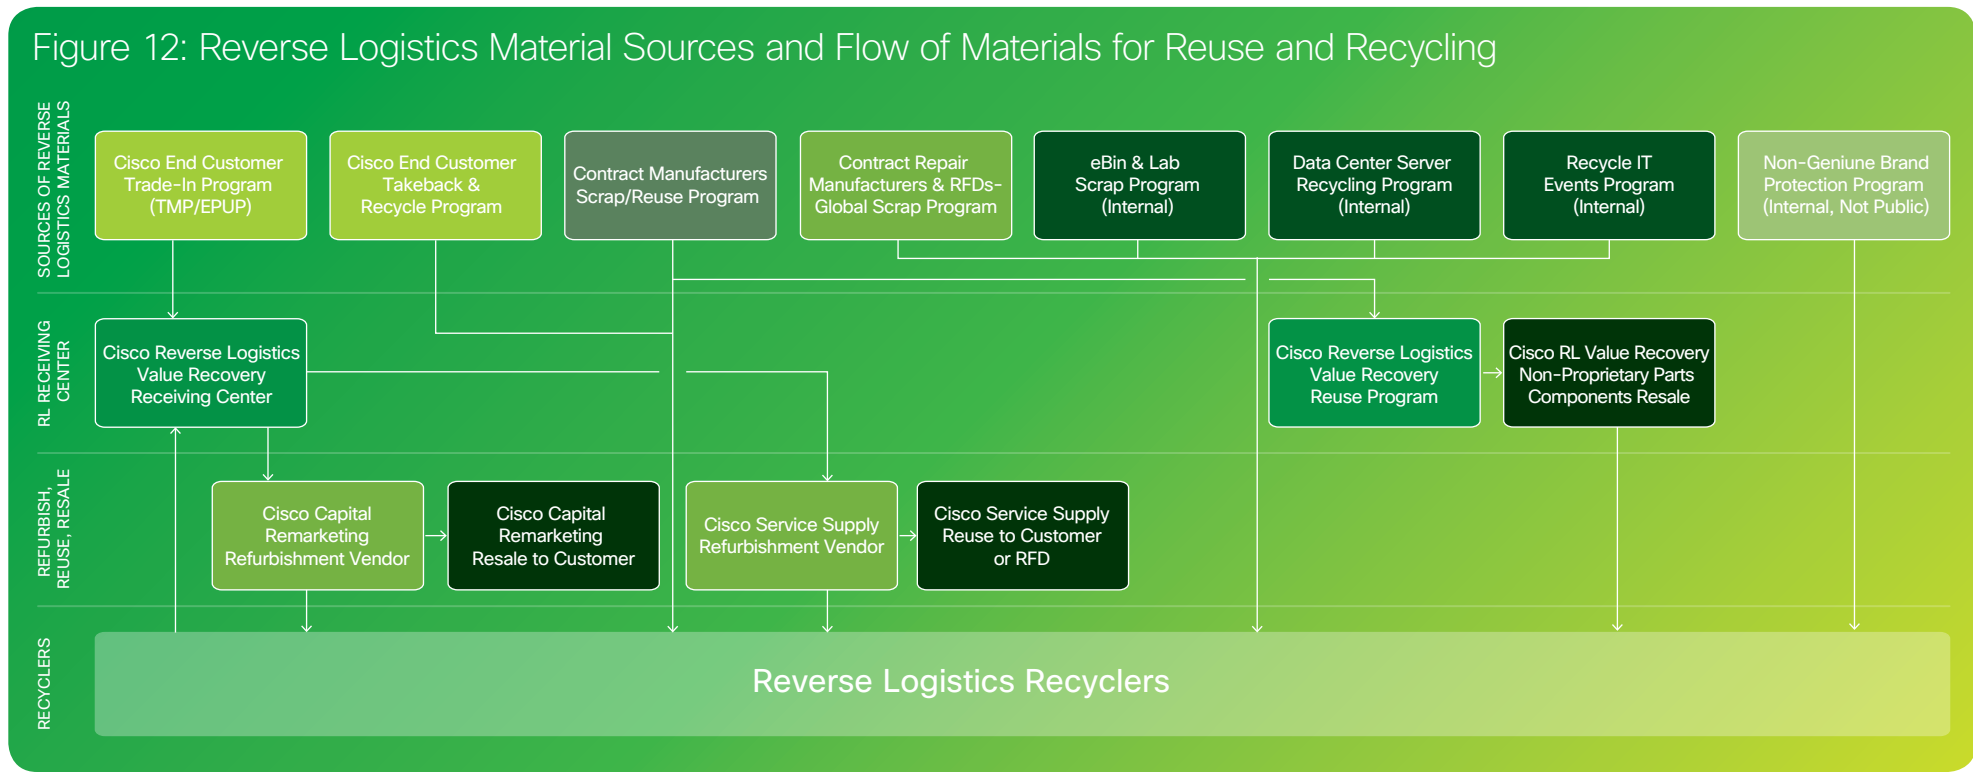 Figure 12: Reverse Logistics Material Sources and Flow of Materials for Reuse and Recycling
SOURCES OF REVERSE
LOGISTICS MATERIALS
Cisco End Customer
Trade-In Program
(TMP/EPUP)
Cisco End Customer
Takeback &
Recycle Program
Contract Manufacturers
Scrap/Reuse Program
Contract Repair
Manufacturers & RFDs-
Global Scrap Program
eBin & Lab
Scrap Program
(Internal)
Data Center Server
Recycling Program
(Internal)
Recycle IT
Events Program
(Internal)
Non-Geniune Brand
Protection Program
(Internal, Not Public)
RL RECEIVING
CENTER
Cisco Reverse Logistics
Value Recovery
Receiving Center
Cisco Reverse Logistics
Value Recovery
Reuse Program
Cisco RL Value Recovery
Non-Proprietary Parts
Components Resale
REFURBISH,
REUSE, RESALE
Cisco Capital
Remarketing
Refurbishment Vendor
Cisco Capital
Remarketing
Resale to Customer
Cisco Service Supply
Refurbishment Vendor
Cisco Service Supply
Reuse to Customer
or RFD
RECYCLERS
Reverse Logistics Recyclers